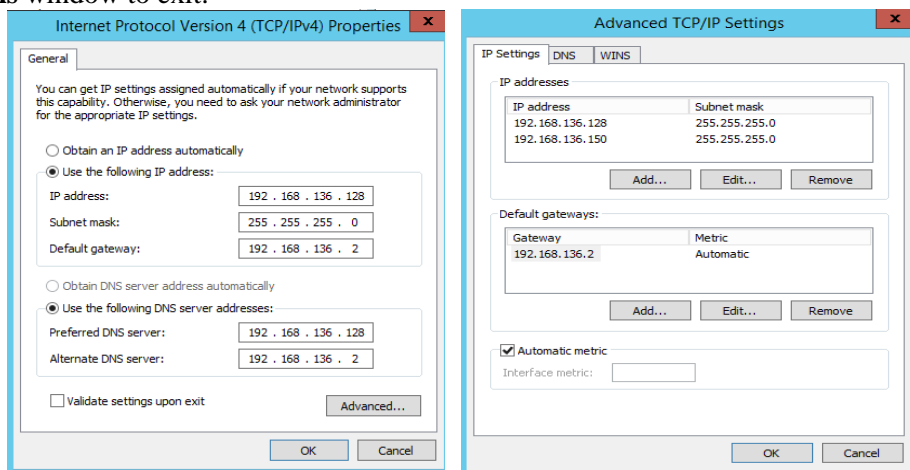 window to exit.
Internet Protocol Version 4 (TCP/IPv4) Properties
x
General
You can get IP settings assigned automatically if your network supports
this capability. Otherwise, you need to ask your network administrator
for the appropriate IP settings.
Obtain an IP address automatically
Use the following IP address:
IP address: 192 . 168 . 136 . 128
Subnet mask: 255 . 255 . 255 . 0
Default gateway: 192 . 168 . 136 . 2
Obtain DNS server address automatically
Use the following DNS server addresses:
Preferred DNS server: 192 . 168 . 136 . 128
Alternate DNS server: 192 . 168 . 136 . 2
Validate settings upon exit
Advanced...
OK Cancel
Advanced TCP/IP Settings
x
IP Settings DNS WINS
IP addresses
IP address Subnet mask
192.168.136.128 255.255.255.0
192.168.136.150 255.255.255.0
Add... Edit... Remove
Default gateways:
Gateway Metric
192.168.136.2 Automatic
Add... Edit... Remove
Automatic metric
Interface metric:
OK Cancel